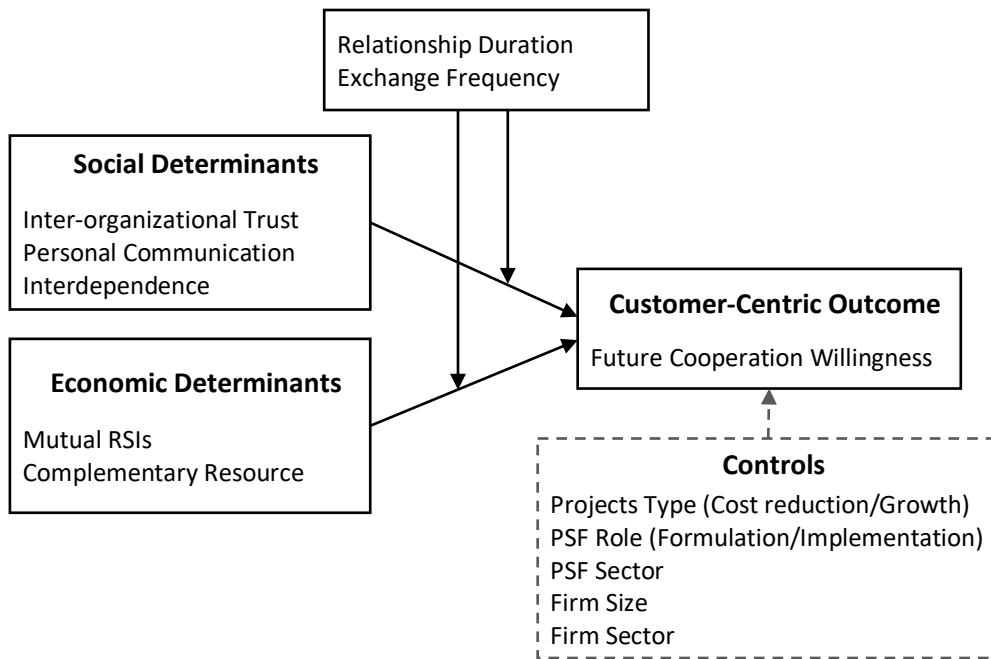 Relationship Duration
Exchange Frequency
Social Determinants
Inter-organizational Trust
Personal Communication
Interdependence
Economic Determinants
Mutual RSIs
Complementary Resource
Customer-Centric Outcome
Future Cooperation Willingness
Controls
Projects Type (Cost reduction/Growth)
PSF Role (Formulation/Implementation)
PSF Sector
Firm Size
Firm Sector